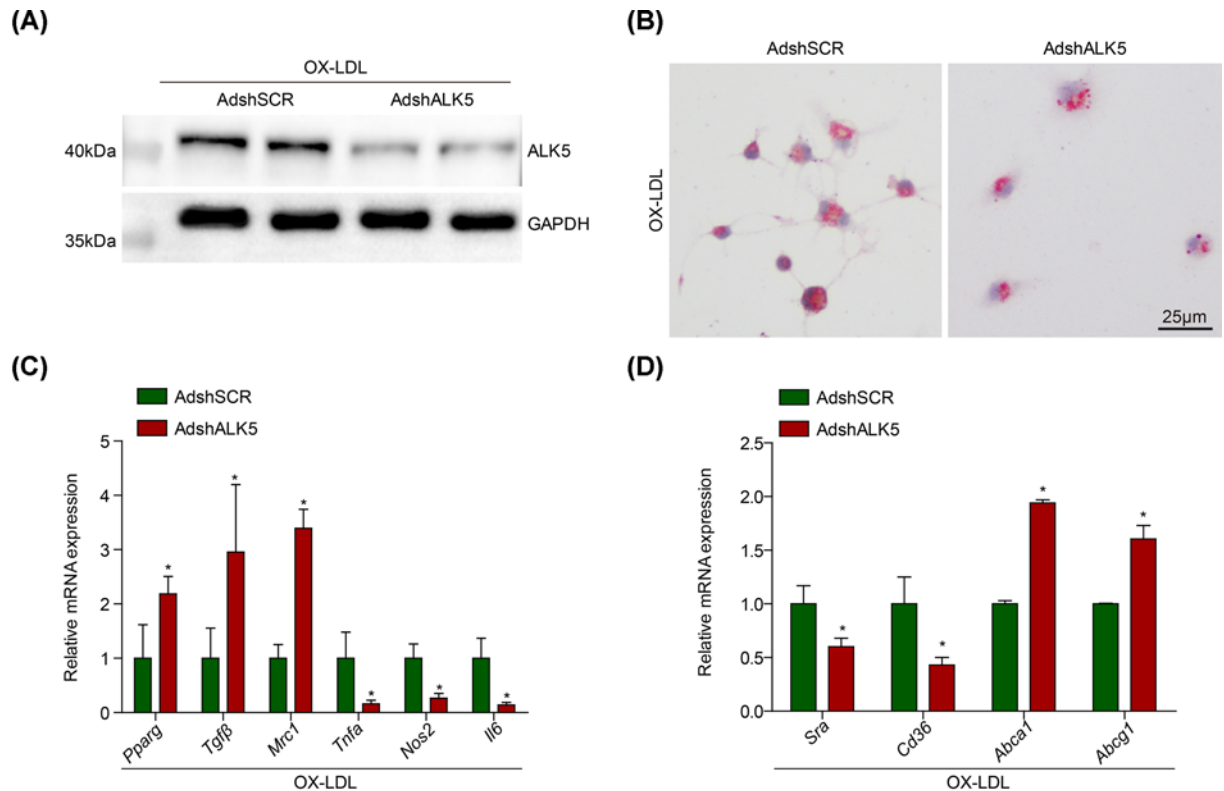 (A)
OX-LDL
AdshSCR AdshALK5
40kDa ALK5
35kDa GAPDH
(B)
AdshSCR AdshALK5
OX-LDL
25μm
(C)
AdshSCR
AdshALK5
Relative mRNA expression
5
4
3
2
1
0
* * * * * *
Pparg Tgfβ Mrc1 Tnfa Nos2 Il6
OX-LDL
(D)
AdshSCR
AdshALK5
Relative mRNA expression
2.5
2.0
1.5
1.0
0.5
0.0
* * * *
Sra Cd36 Abca1 Abcg1
OX-LDL